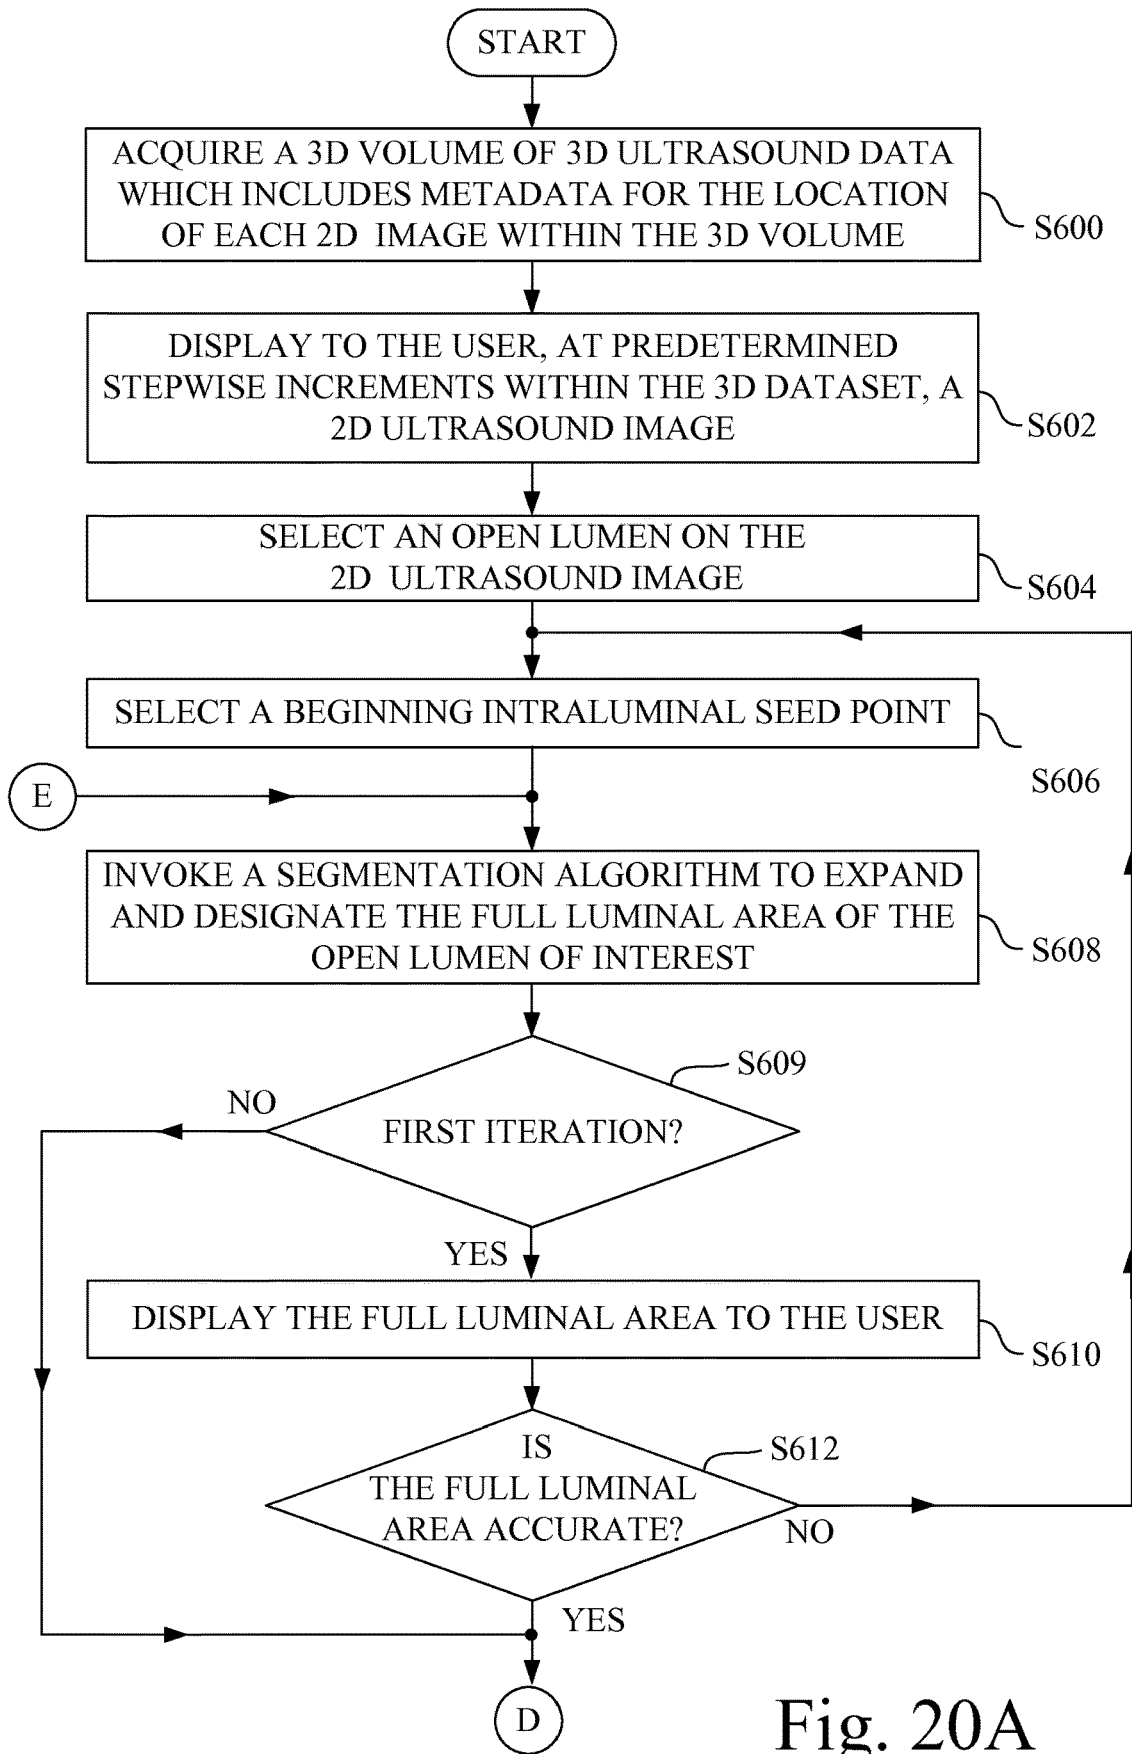 START
ACQUIRE A 3D VOLUME OF 3D ULTRASOUND DATA
WHICH INCLUDES METADATA FOR THE LOCATION
OF EACH 2D IMAGE WITHIN THE 3D VOLUME
S600
DISPLAY TO THE USER, AT PREDETERMINED
STEPWISE INCREMENTS WITHIN THE 3D DATASET, A
2D ULTRASOUND IMAGE
S602
SELECT AN OPEN LUMEN ON THE
2D ULTRASOUND IMAGE
S604
SELECT A BEGINNING INTRALUMINAL SEED POINT
S606
E
INVOKE A SEGMENTATION ALGORITHM TO EXPAND
AND DESIGNATE THE FULL LUMINAL AREA OF THE
OPEN LUMEN OF INTEREST
S608
S609
NO
FIRST ITERATION?
YES
DISPLAY THE FULL LUMINAL AREA TO THE USER
S610
IS
THE FULL LUMINAL
AREA ACCURATE?
S612
NO
YES
D
Fig. 20A